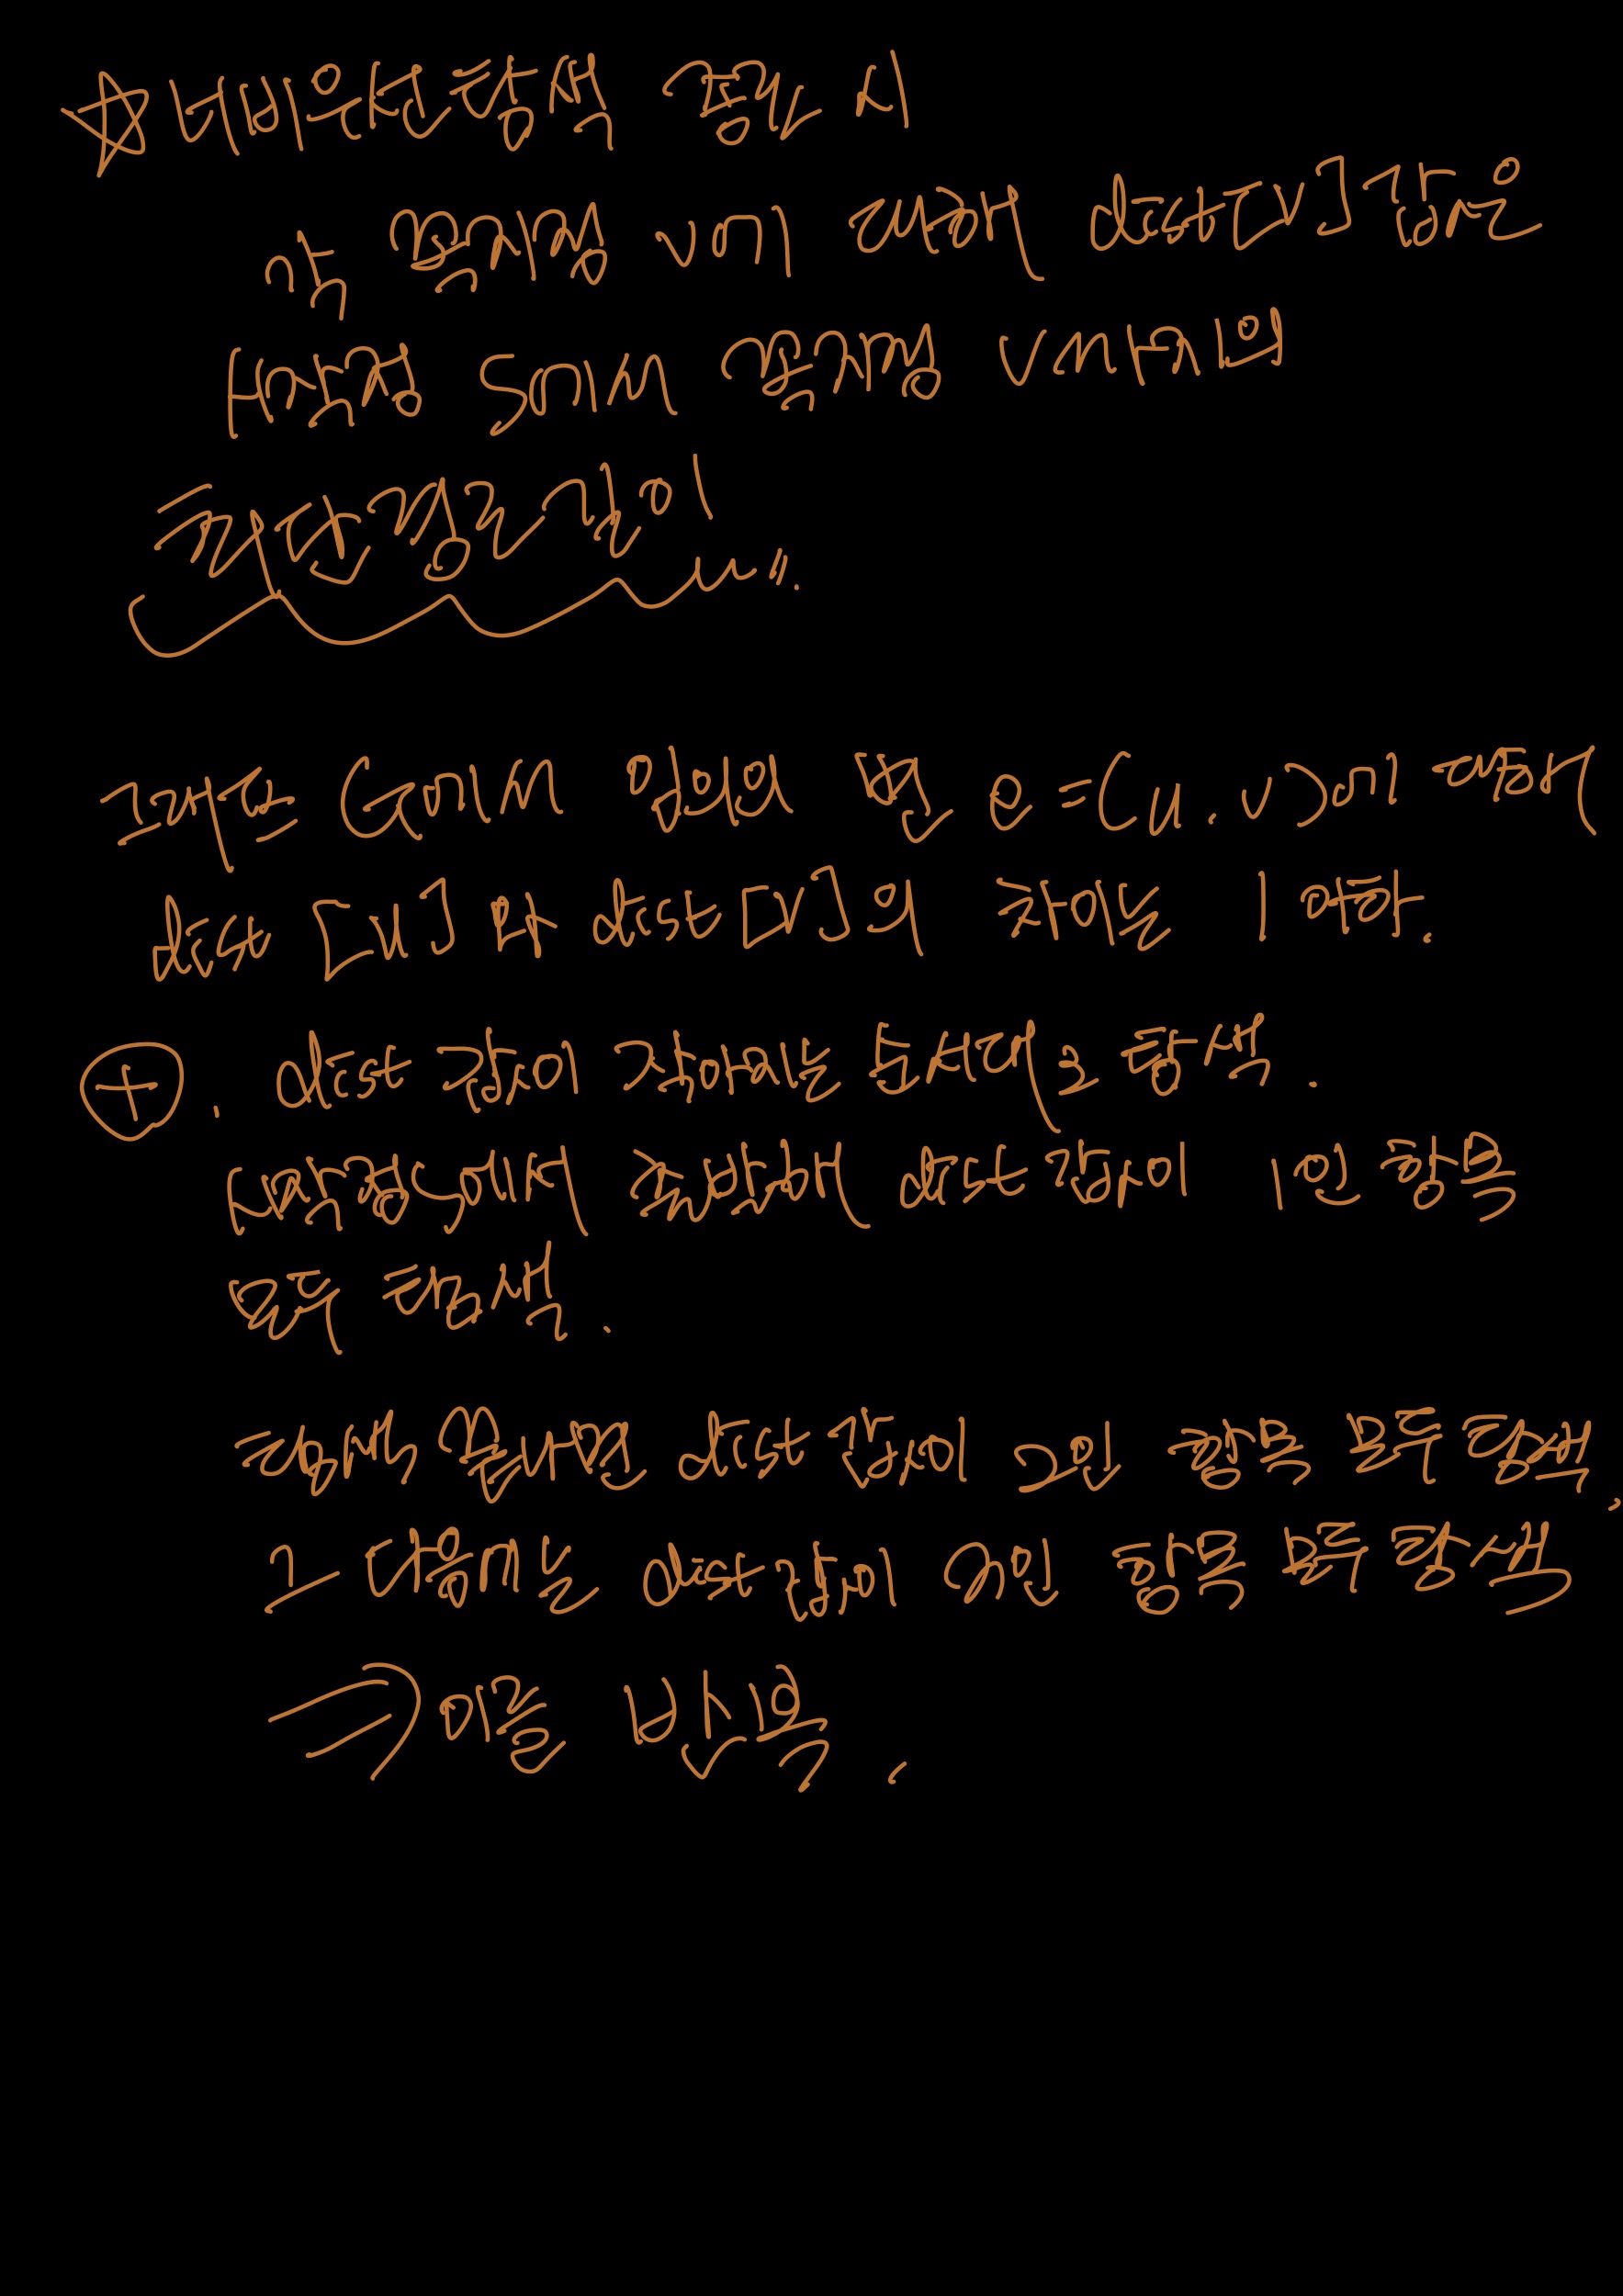 ☆ 너비우선탐색 종료 시
각 꼭지점 v에 대해 dist[v]값은
시작점 S에서 꼭지점 v까지의
최단경로길이
그래프 G에서 임의의 변 e = (u, v)에 대해서
dist [u] 와 dist [v]의 차이는 1 이하.
⊕. dist 값이 작아지는 순서대로 탐색.
시작점S에서 출발해 dist 값이 1인 항을
모두 탐색.
탐색 끝나면 dist 값이 2인 항목 모두 탐색,
그 다음에는 dist 값이 3인 항목 모두 탐색
⇒ 이를 반복.